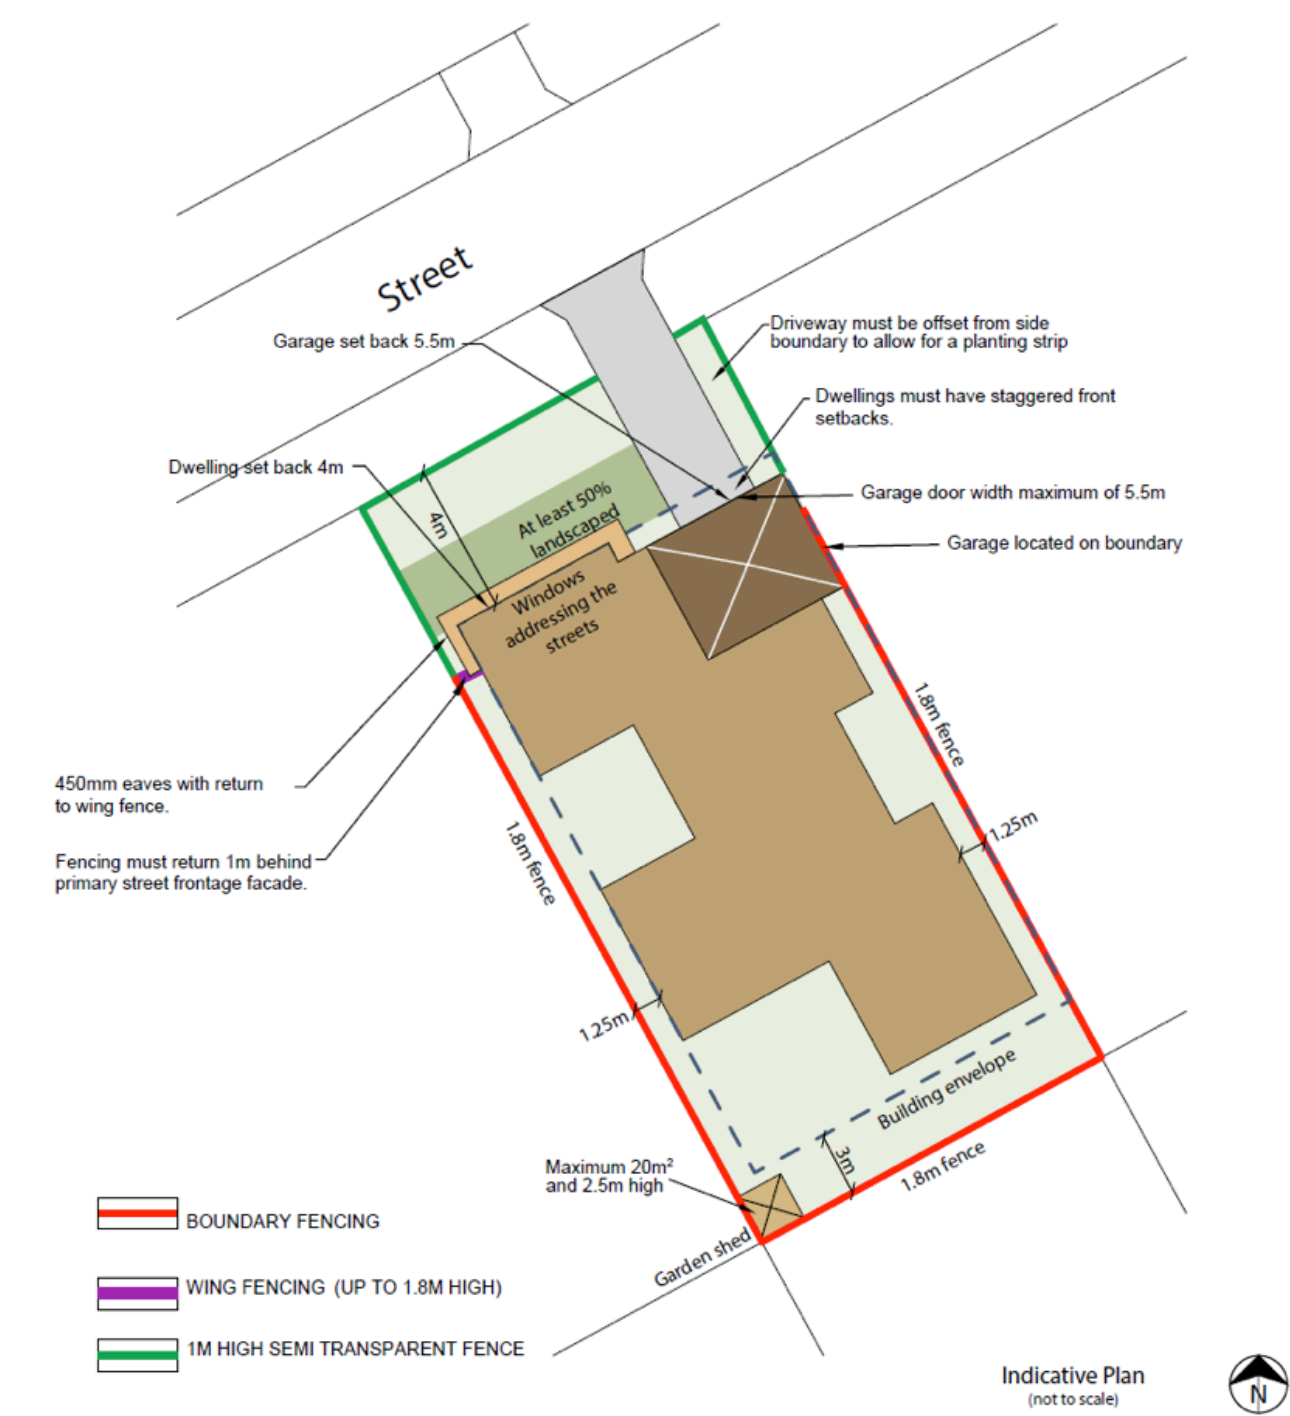 Street
Garage set back 5.5m
Driveway must be offset from side
boundary to allow for a planting strip
Dwellings must have staggered front
setbacks.
Dwelling set back 4m
4m
At least 50%
landscaped
Garage door width maximum of 5.5m
Garage located on boundary
Windows
addressing the
streets
1.8m fence
450mm eaves with return
to wing fence.
Fencing must return 1m behind
primary street frontage facade.
1.8m fence
1.25m
1.25m
Building envelope
3m
1.8m fence
Maximum 20m²
and 2.5m high
Garden shed
BOUNDARY FENCING
WING FENCING (UP TO 1.8M HIGH)
1M HIGH SEMI TRANSPARENT FENCE
Indicative Plan
(not to scale)
N